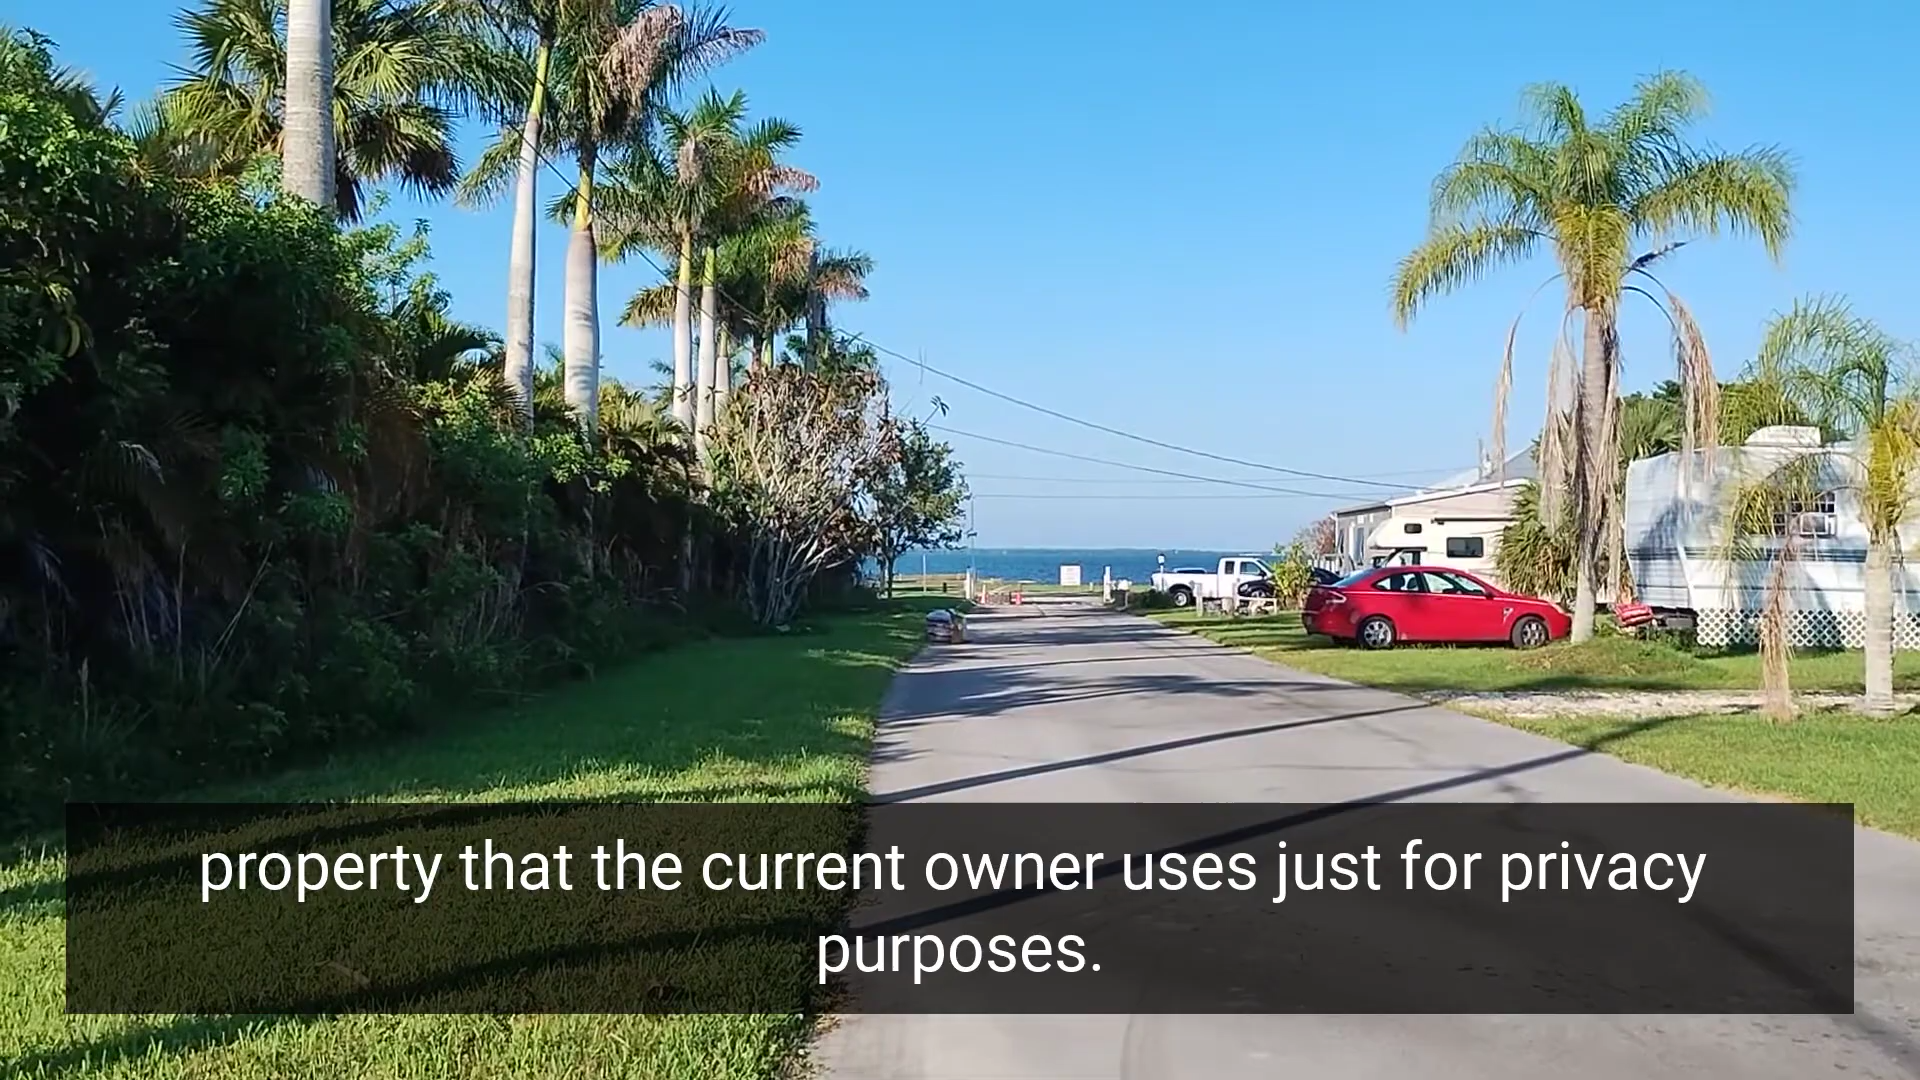 property that the current owner uses just for privacy
purposes.